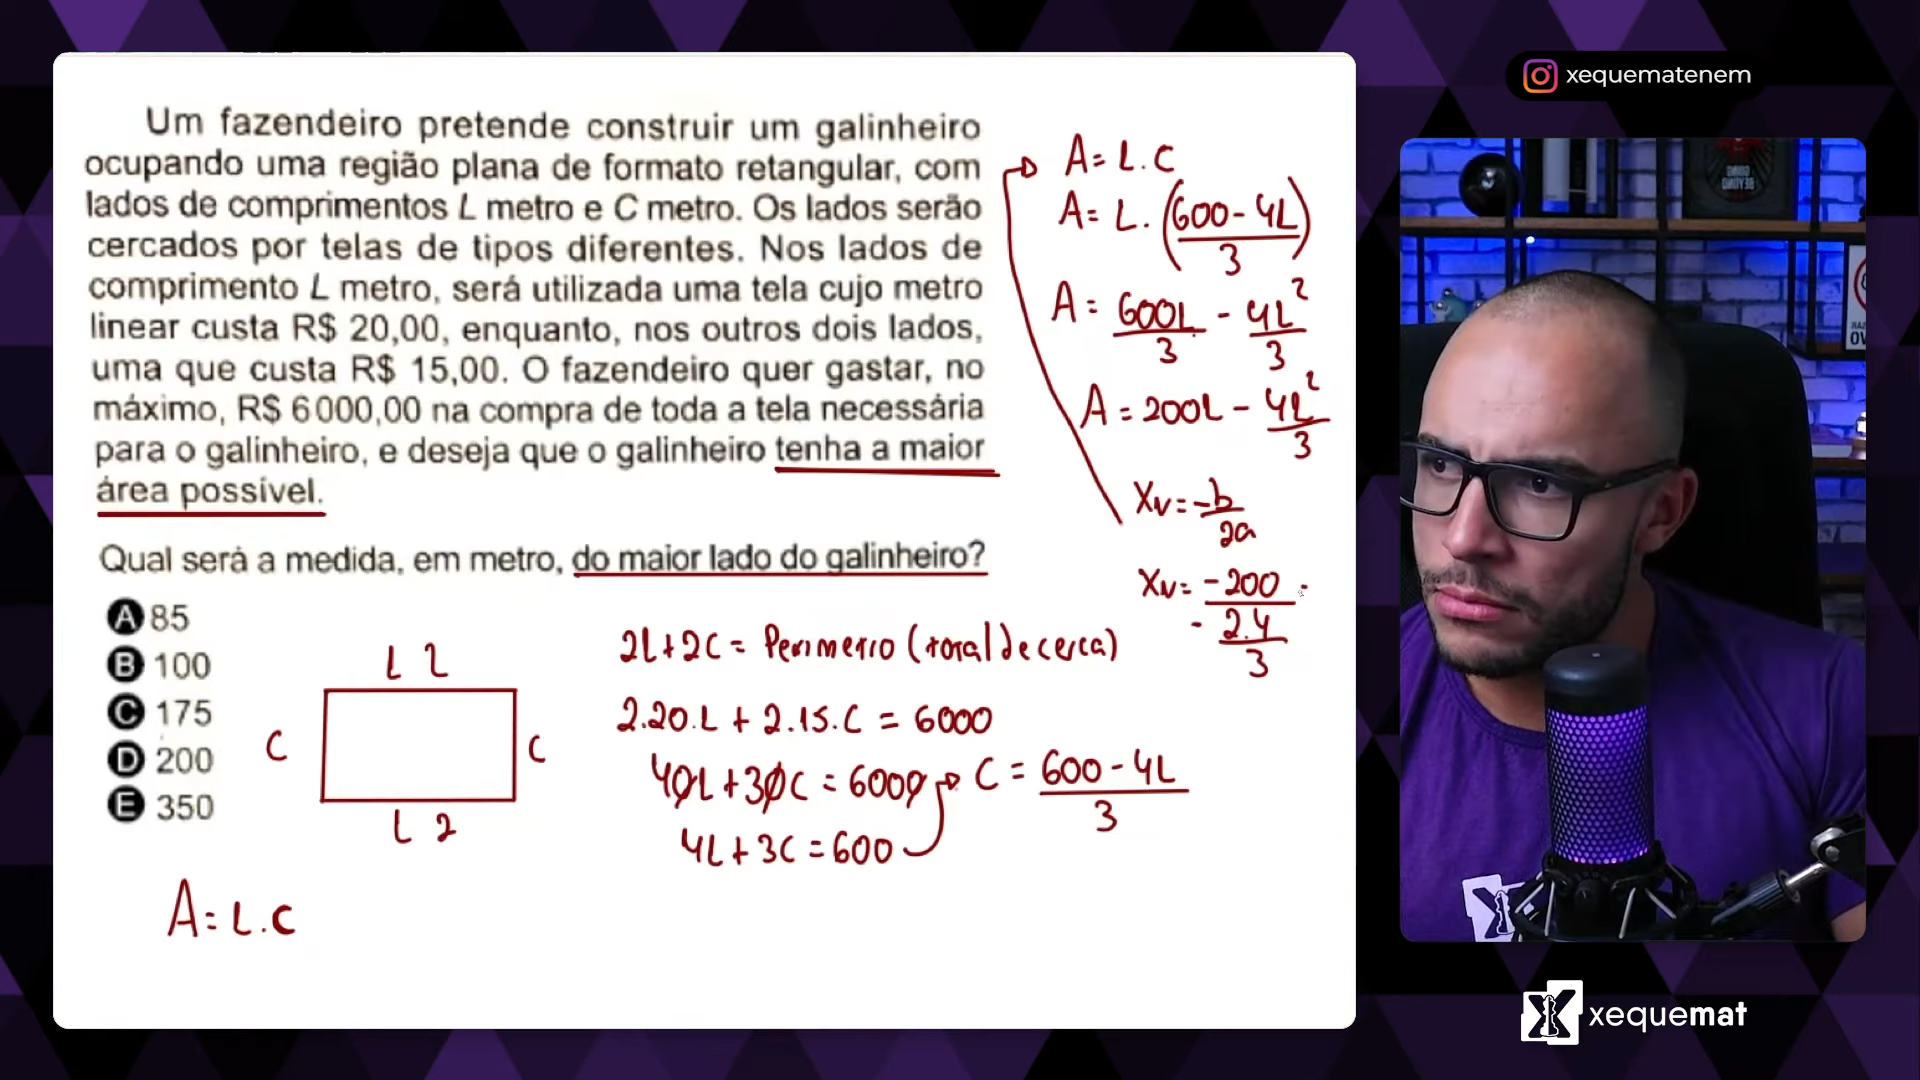 xequematenem
Um fazendeiro pretende construir um galinheiro
ocupando uma região plana de formato retangular, com
lados de comprimentos L metro e C metro. Os lados serão
cercados por telas de tipos diferentes. Nos lados de
comprimento L metro, será utilizada uma tela cujo metro
linear custa R$ 20,00, enquanto, nos outros dois lados,
uma que custa R$ 15,00. O fazendeiro quer gastar, no
máximo, R$ 6 000,00 na compra de toda a tela necessária
para o galinheiro, e deseja que o galinheiro tenha a maior
área possível.
Qual será a medida, em metro, do maior lado do galinheiro?
A 85
B 100
C 175
D 200
E 350
L 2
C
C
L 2
A = L.C
2L+2C = Perímetro (total de cerca)
2.20.L + 2.15.C = 6000
40L+30C = 6000
4L+3C = 600
C = 600-4L
3
A = L.C
A = L. (600-4L)
3
A = 600L - 4L²
3 3
A = 200L - 4L²
3
Xv = -b
2a
Xv = -200 =
- 2.4
3
xequemat